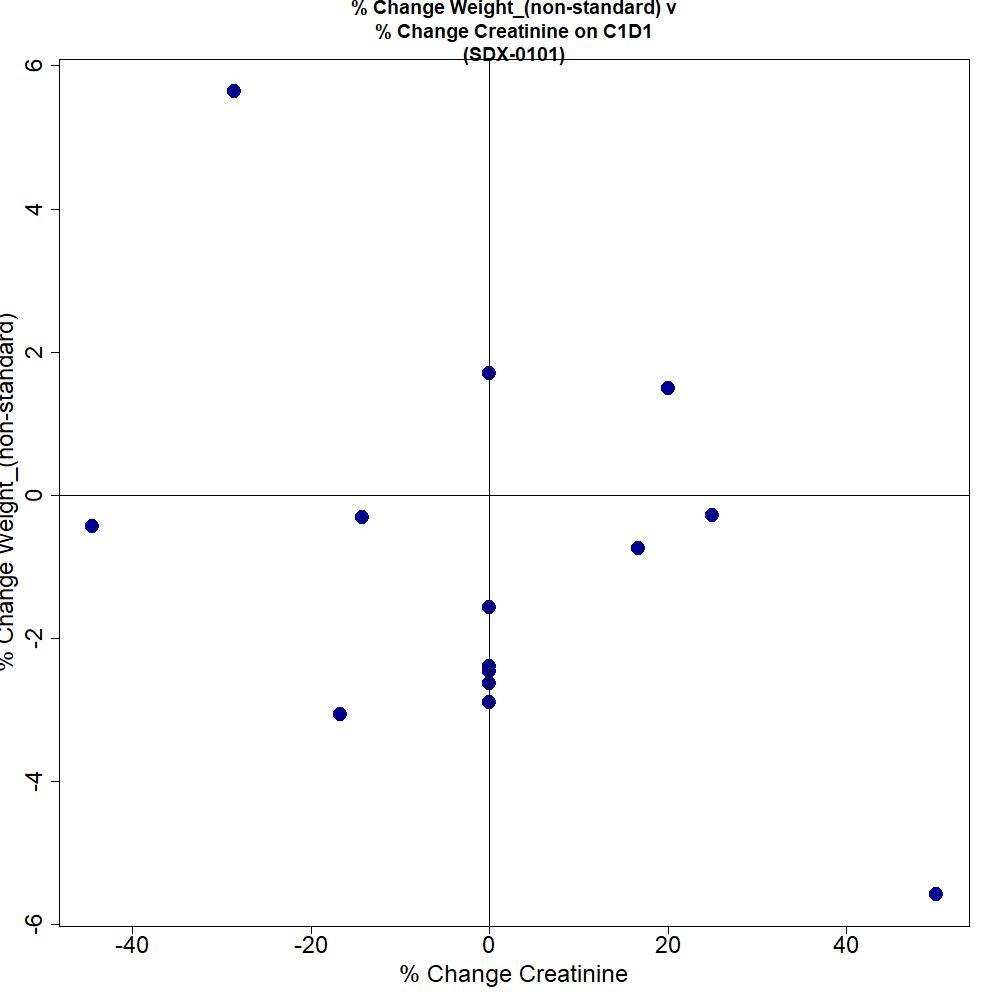 % Change Weight_(non-standard) v
% Change Creatinine on C1D1
(SDX-0101)
% Change Weight_(non-standard)
6
4
2
0
-2
-4
-6
-40
-20
0
20
40
% Change Creatinine